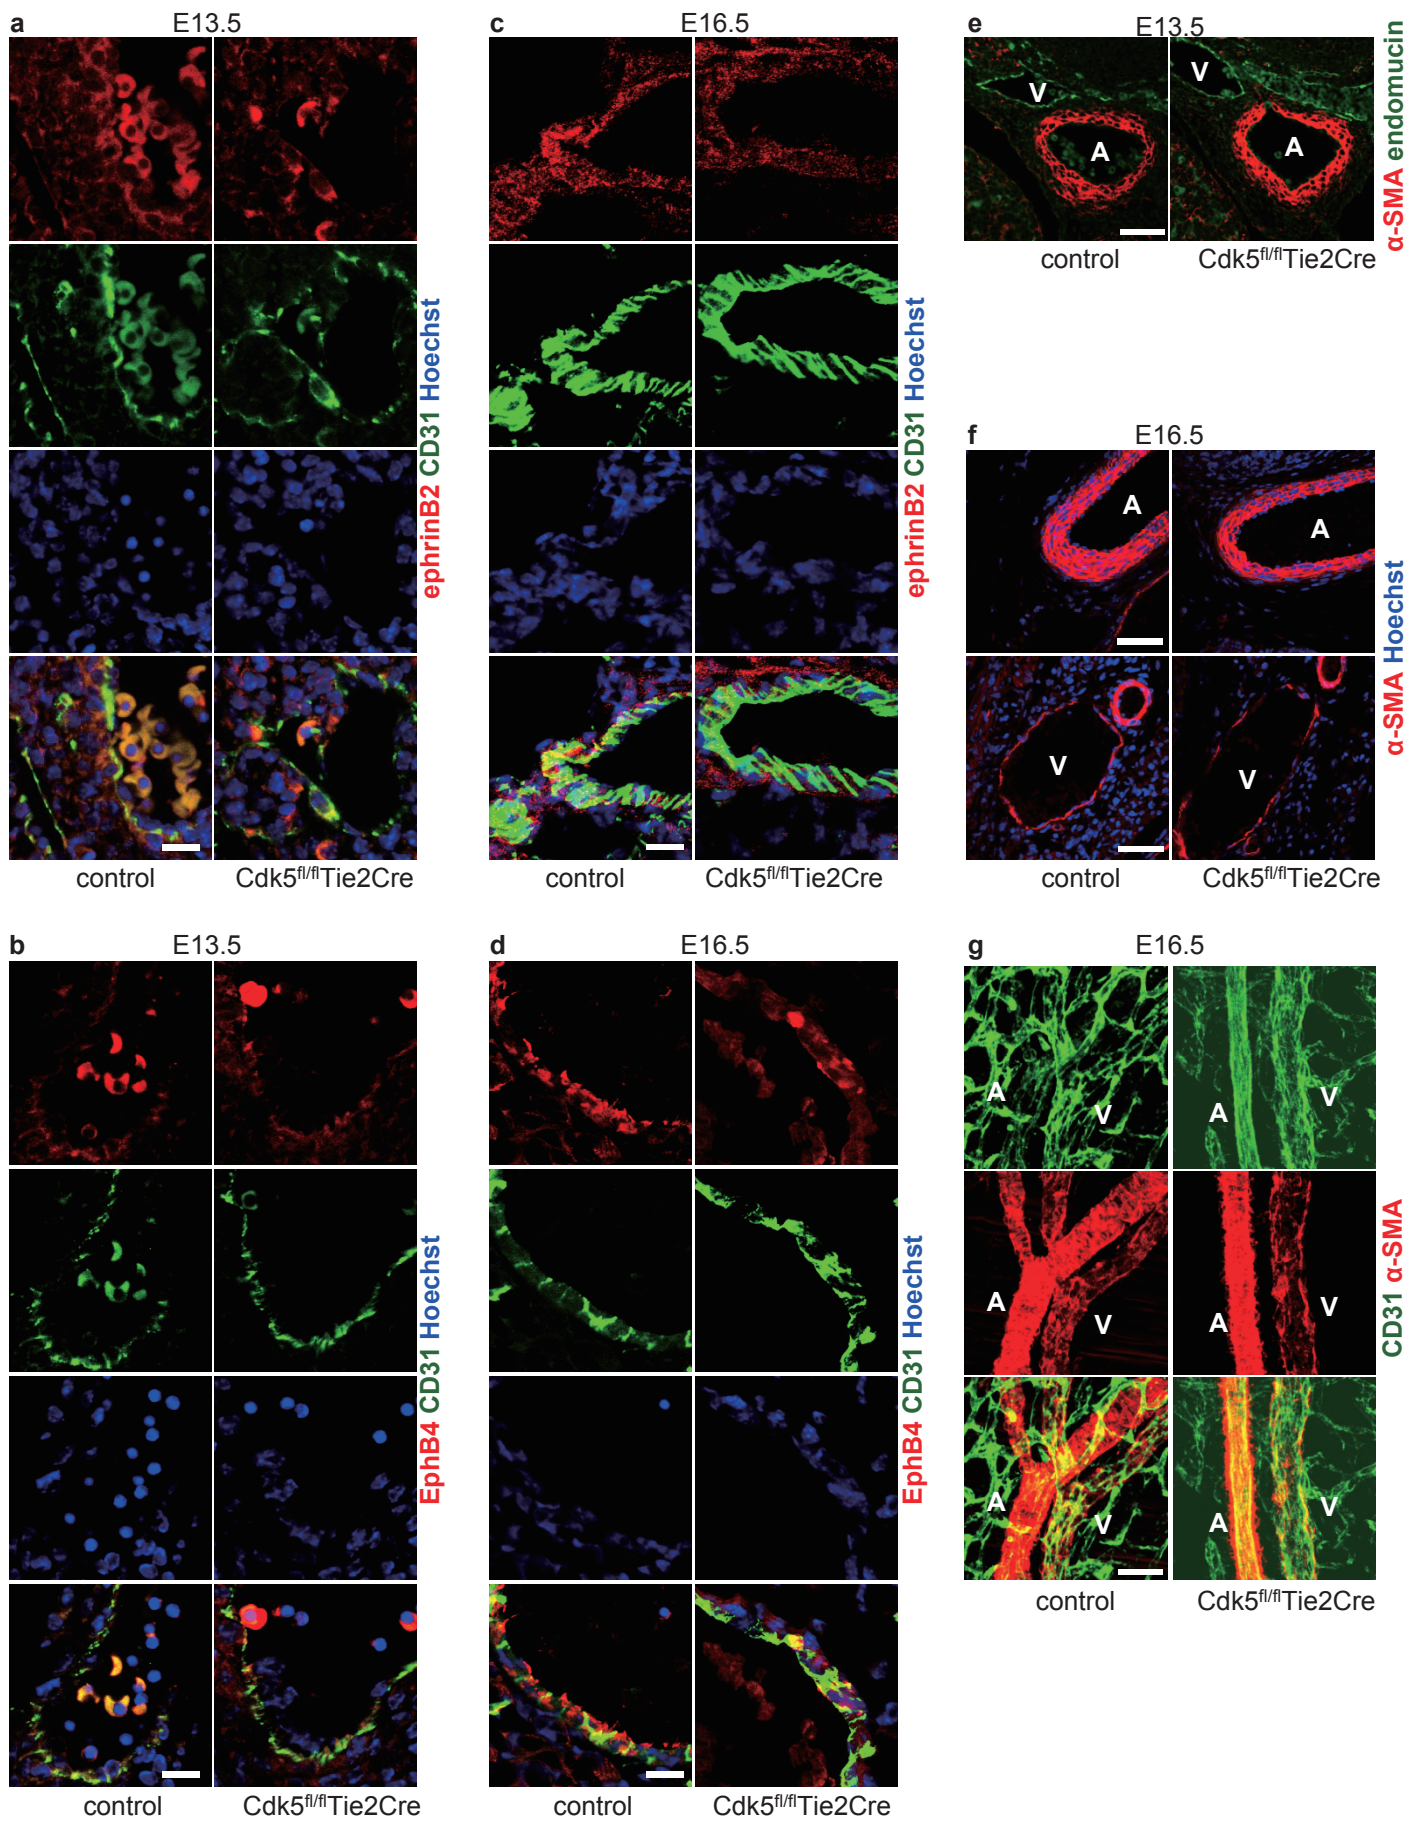 a
E13.5
ephrinB2 CD31 Hoechst
control
Cdk5fl/flTie2Cre
c
E16.5
ephrinB2 CD31 Hoechst
control
Cdk5fl/flTie2Cre
e
E13.5
V
A
V
A
α-SMA endomucin
control
Cdk5fl/flTie2Cre
f
E16.5
A
A
V
V
α-SMA Hoechst
control
Cdk5fl/flTie2Cre
b
E13.5
EphB4 CD31 Hoechst
control
Cdk5fl/flTie2Cre
d
E16.5
EphB4 CD31 Hoechst
control
Cdk5fl/flTie2Cre
g
E16.5
A
V
A
V
A
V
A
V
A
V
A
V
CD31 α-SMA
control
Cdk5fl/flTie2Cre